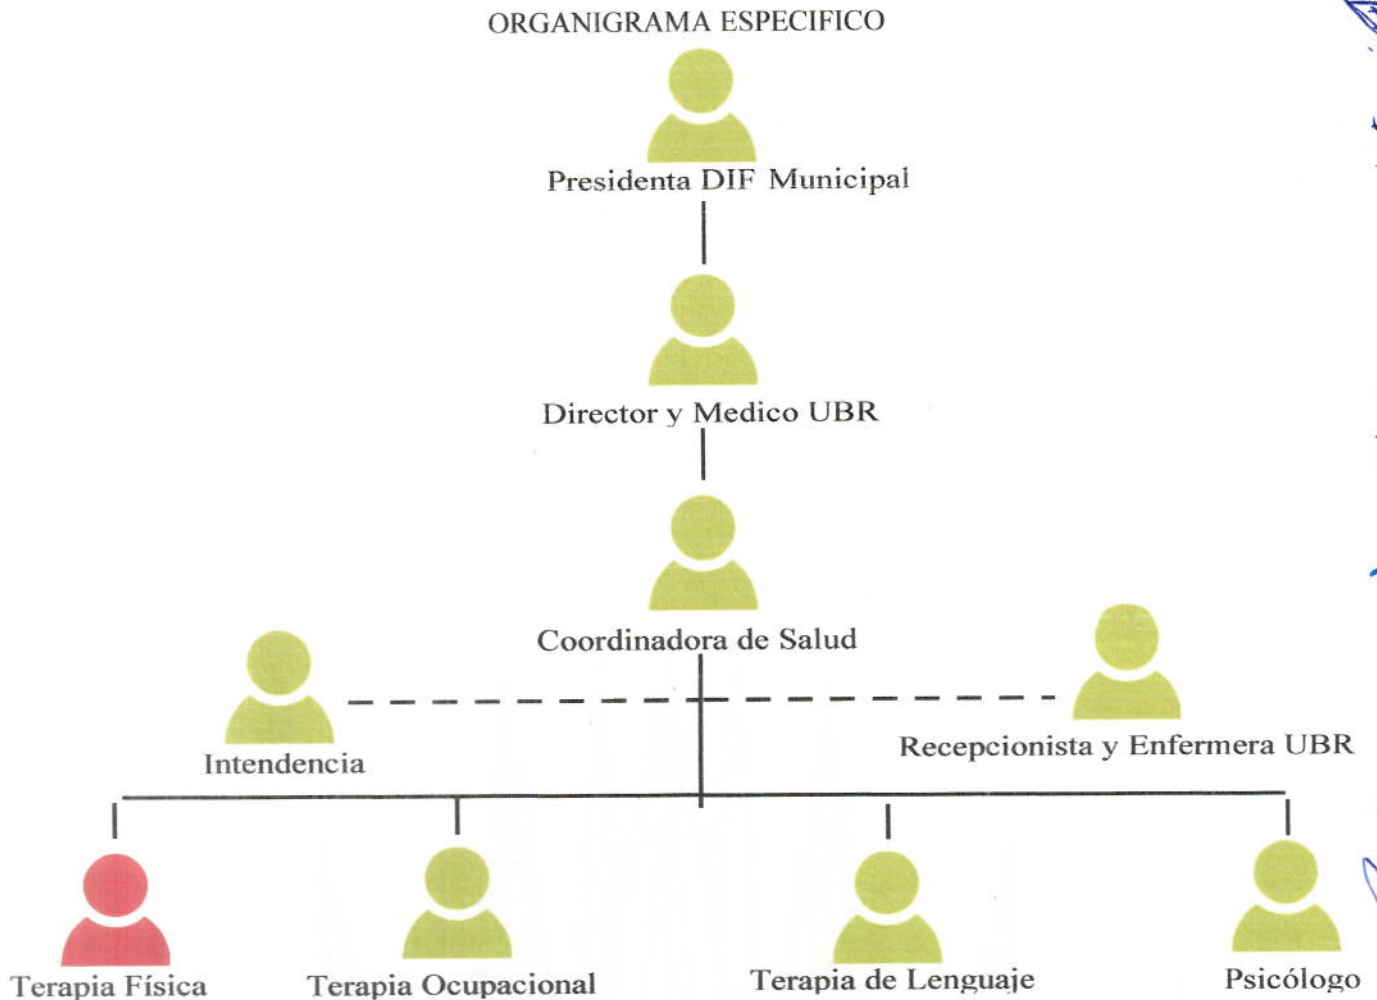 ORGANIGRAMA ESPECIFICO
Presidenta DIF Municipal
Director y Medico UBR
Coordinadora de Salud
Intendencia
Recepcionista y Enfermera UBR
Terapia Física
Terapia Ocupacional
Terapia de Lenguaje
Psicólogo